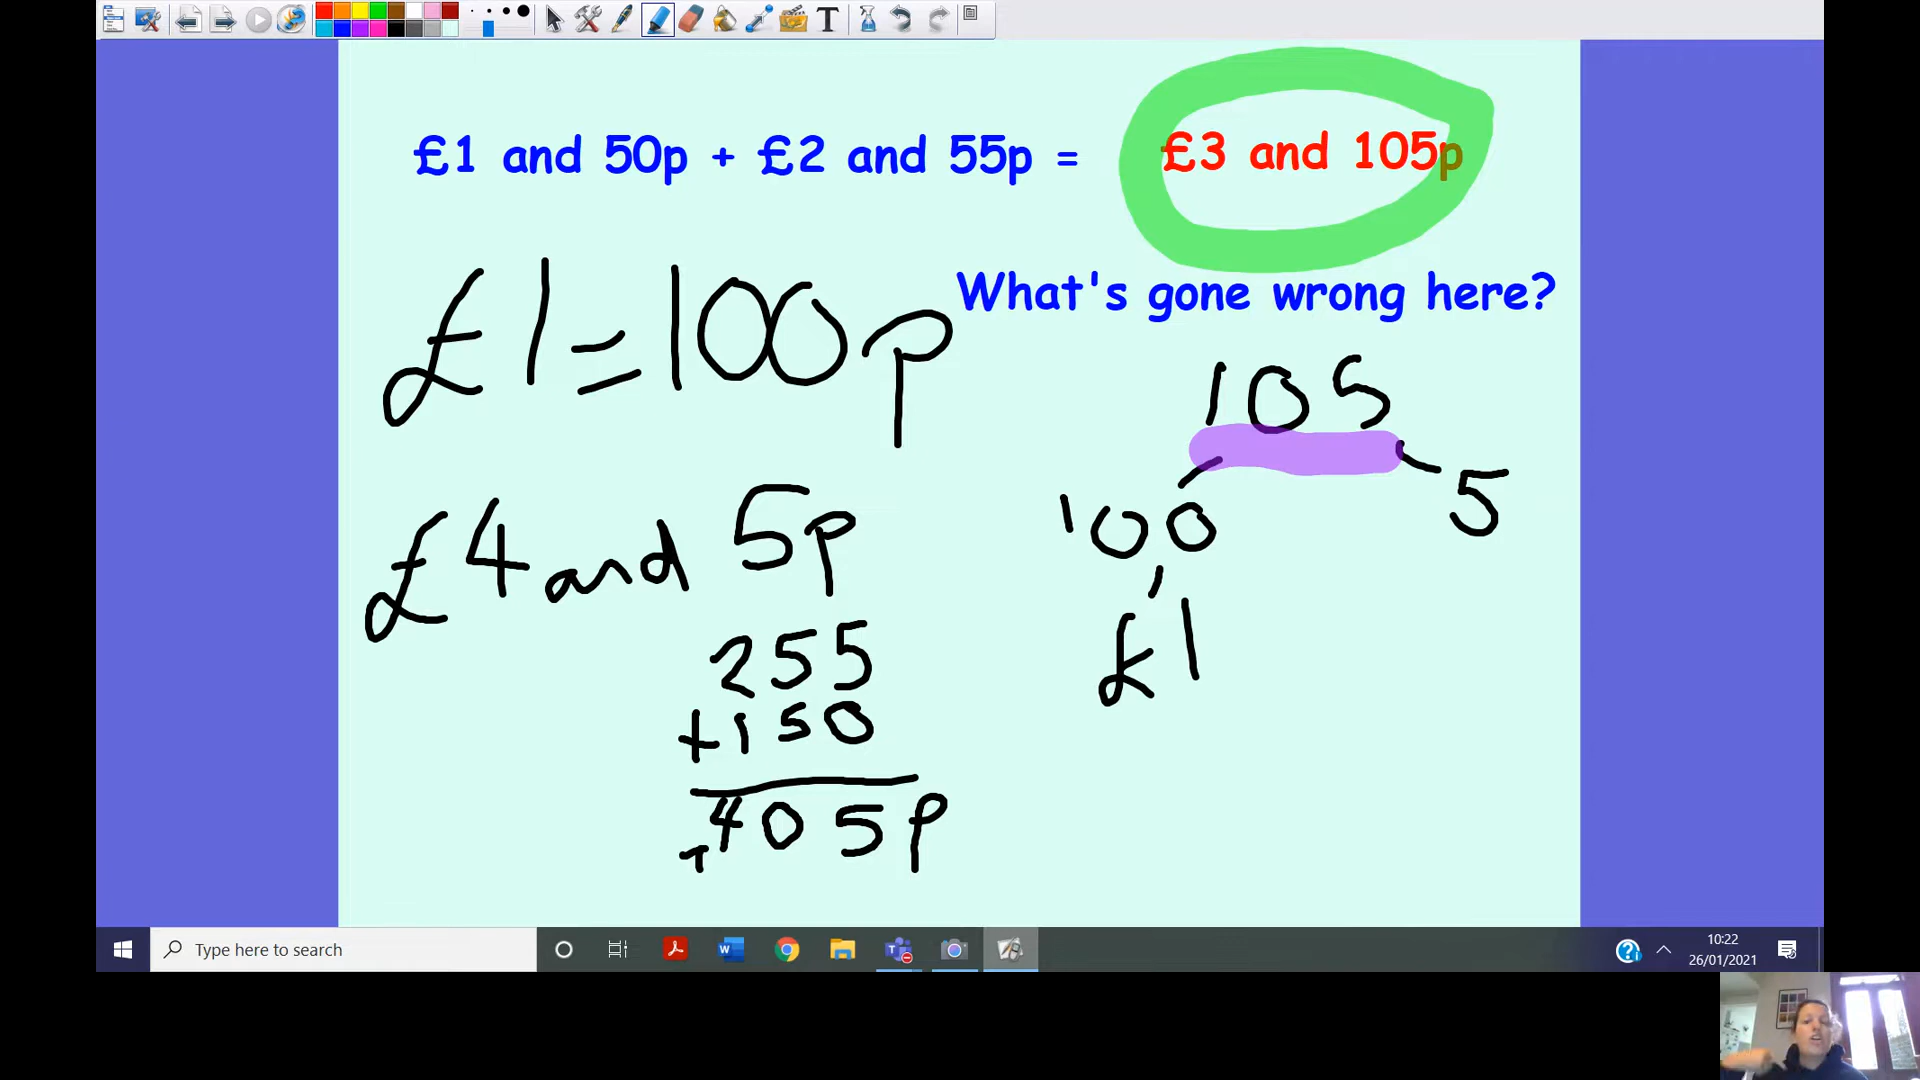 £1 and 50p + £2 and 55p = £3 and 105p
What's gone wrong here?
£1=100p
105
100 5
£1
£4 and 5p
255
+150
405p
Type here to search
10:22
26/01/2021